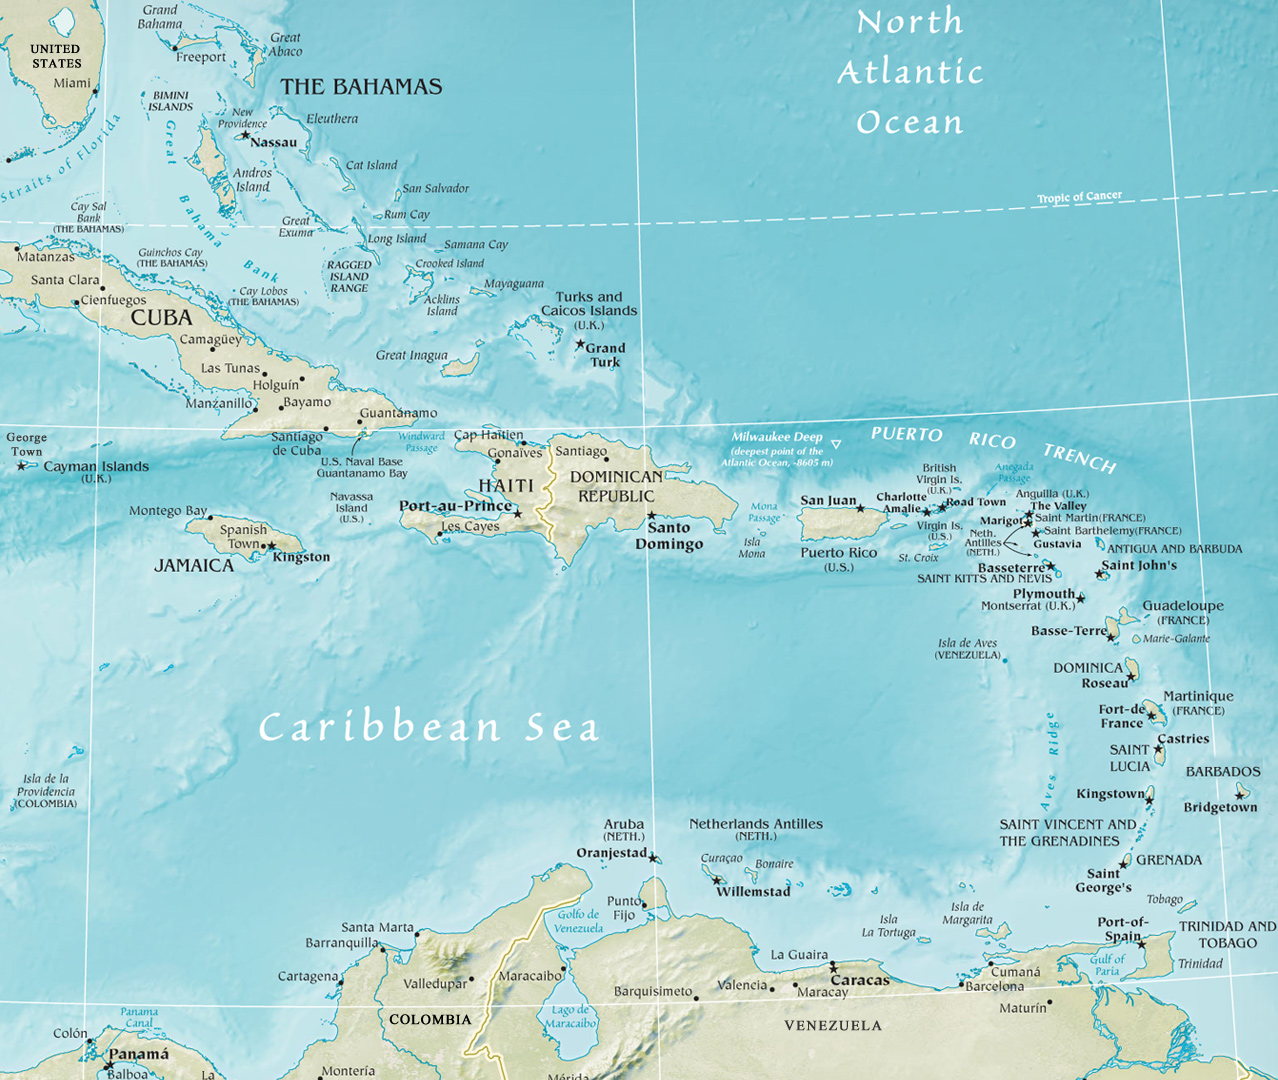 Grand
Bahama
Great
Abaco
Freeport
UNITED
STATES
Miami
THE BAHAMAS
BIMINI
ISLANDS
New
Providence
Nassau
Eleuthera
Straits of Florida
Great Bahama Bank
Andros
Island
Cat Island
San Salvador
Rum Cay
Great
Exuma
Long Island
Samana Cay
Cay Sal
Bank
(THE BAHAMAS)
Guinchos Cay
(THE BAHAMAS)
Cay Lobos
(THE BAHAMAS)
RAGGED
ISLAND
RANGE
Crooked Island
Acklins
Island
Mayaguana
Turks and
Caicos Islands
(U.K.)
Grand
Turk
Great Inagua
North
Atlantic
Ocean
Tropic of Cancer
Matanzas
Santa Clara
Cienfuegos
CUBA
Camagüey
Las Tunas
Holguín
Manzanillo
Bayamo
Guantánamo
Santiago
de Cuba
U.S. Naval Base
Guantanamo Bay
Windward
Passage
George
Town
Cayman Islands
(U.K.)
Navassa
Island
(U.S.)
Montego Bay
Spanish
Town
Kingston
JAMAICA
Cap Haïtien
Gonaïves
HAITI
Port-au-Prince
Les Cayes
Santiago
DOMINICAN
REPUBLIC
Santo
Domingo
Milwaukee Deep
(deepest point of the
Atlantic Ocean, -8605 m)
PUERTO RICO TRENCH
Mona
Passage
Isla
Mona
San Juan
Puerto Rico
(U.S.)
British
Virgin Is.
(U.K.)
Charlotte
Amalie
Road Town
Virgin Is.
(U.S.)
St. Croix
Anegada
Passage
Anguilla (U.K.)
The Valley
Marigot
Saint Martin(FRANCE)
Saint Barthelemy(FRANCE)
Neth.
Antilles
(NETH.)
Gustavia
ANTIGUA AND BARBUDA
Saint John's
Basseterre
SAINT KITTS AND NEVIS
Plymouth
Montserrat (U.K.)
Guadeloupe
(FRANCE)
Basse-Terre
Marie-Galante
Isla de Aves
(VENEZUELA)
DOMINICA
Roseau
Martinique
(FRANCE)
Fort-de
France
Castries
SAINT
LUCIA
Aves Ridge
BARBADOS
Bridgetown
Kingstown
SAINT VINCENT AND
THE GRENADINES
GRENADA
Saint
George's
Tobago
Port-of-
Spain
TRINIDAD AND
TOBAGO
Trinidad
Gulf of
Paria
Caribbean Sea
Isla de la
Providencia
(COLOMBIA)
Aruba
(NETH.)
Oranjestad
Netherlands Antilles
(NETH.)
Curaçao
Bonaire
Willemstad
Punto
Fijo
Golfo de
Venezuela
Isla
La Tortuga
Isla de
Margarita
Santa Marta
Barranquilla
Cartagena
Valledupar
Maracaibo
Lago de
Maracaibo
Barquisimeto
La Guaira
Caracas
Valencia
Maracay
Cumaná
Barcelona
Maturín
COLOMBIA
VENEZUELA
Panama
Canal
Colón
Panamá
Balboa
La
Montería
Mérida